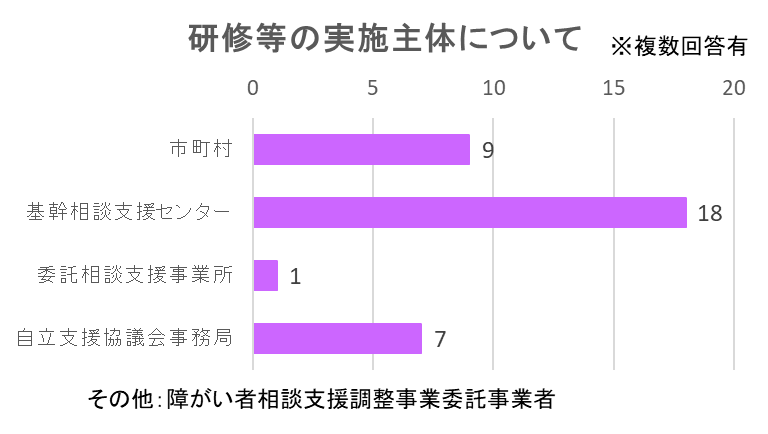 研修等の実施主体について ※複数回答有
0 5 10 15 20
市町村 9
基幹相談支援センター 18
委託相談支援事業所 1
自立支援協議会事務局 7
その他：障がい者相談支援調整事業委託事業者